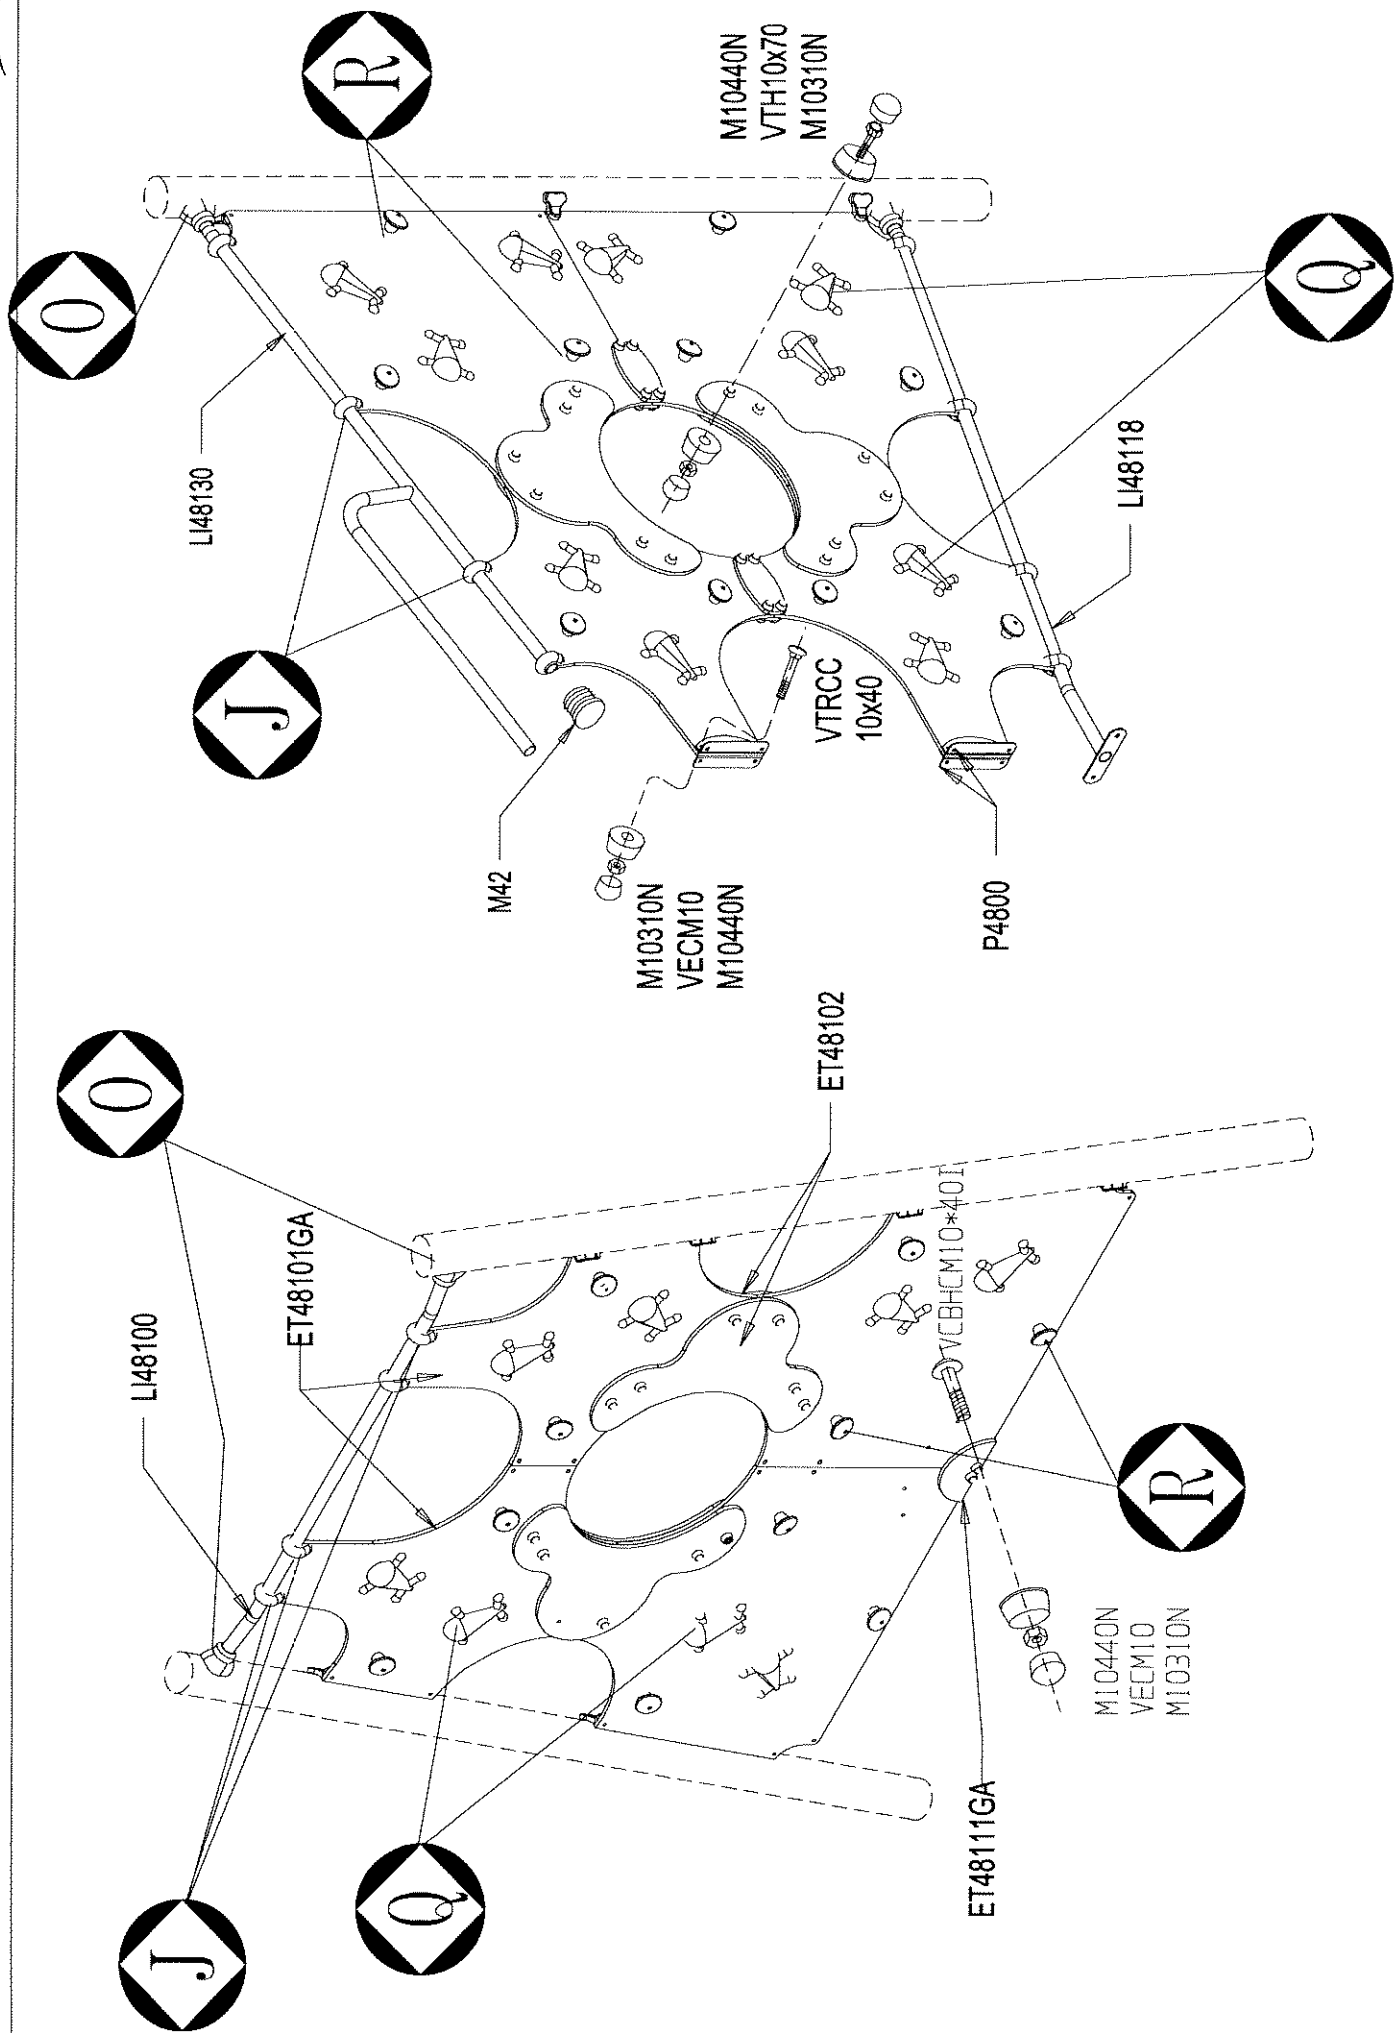 O
R
J
LI48130
M10440N
VTH10x70
M10310N
M42
VTRCC
10x40
M10310N
VECM10
M10440N
P4800
LI48118
Q
O
LI48100
ET48101GA
ET48102
J
Q
VCBHCM10*40I
R
M10440N
VECM10
M10310N
ET48111GA